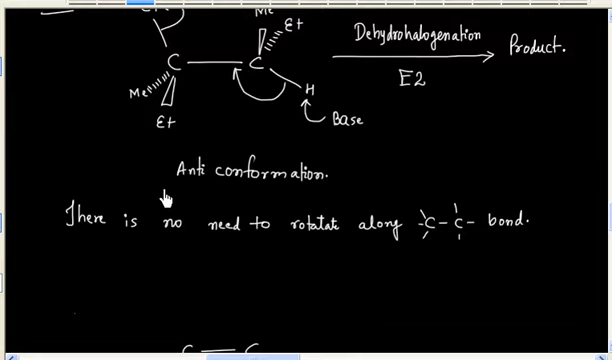 Me
Et
Dehydrohalogenation
Product.
C
C
Me
H
E2
Et
Base
Anti conformation.
There is no need to rotatate along -C-C- bond.
C — C